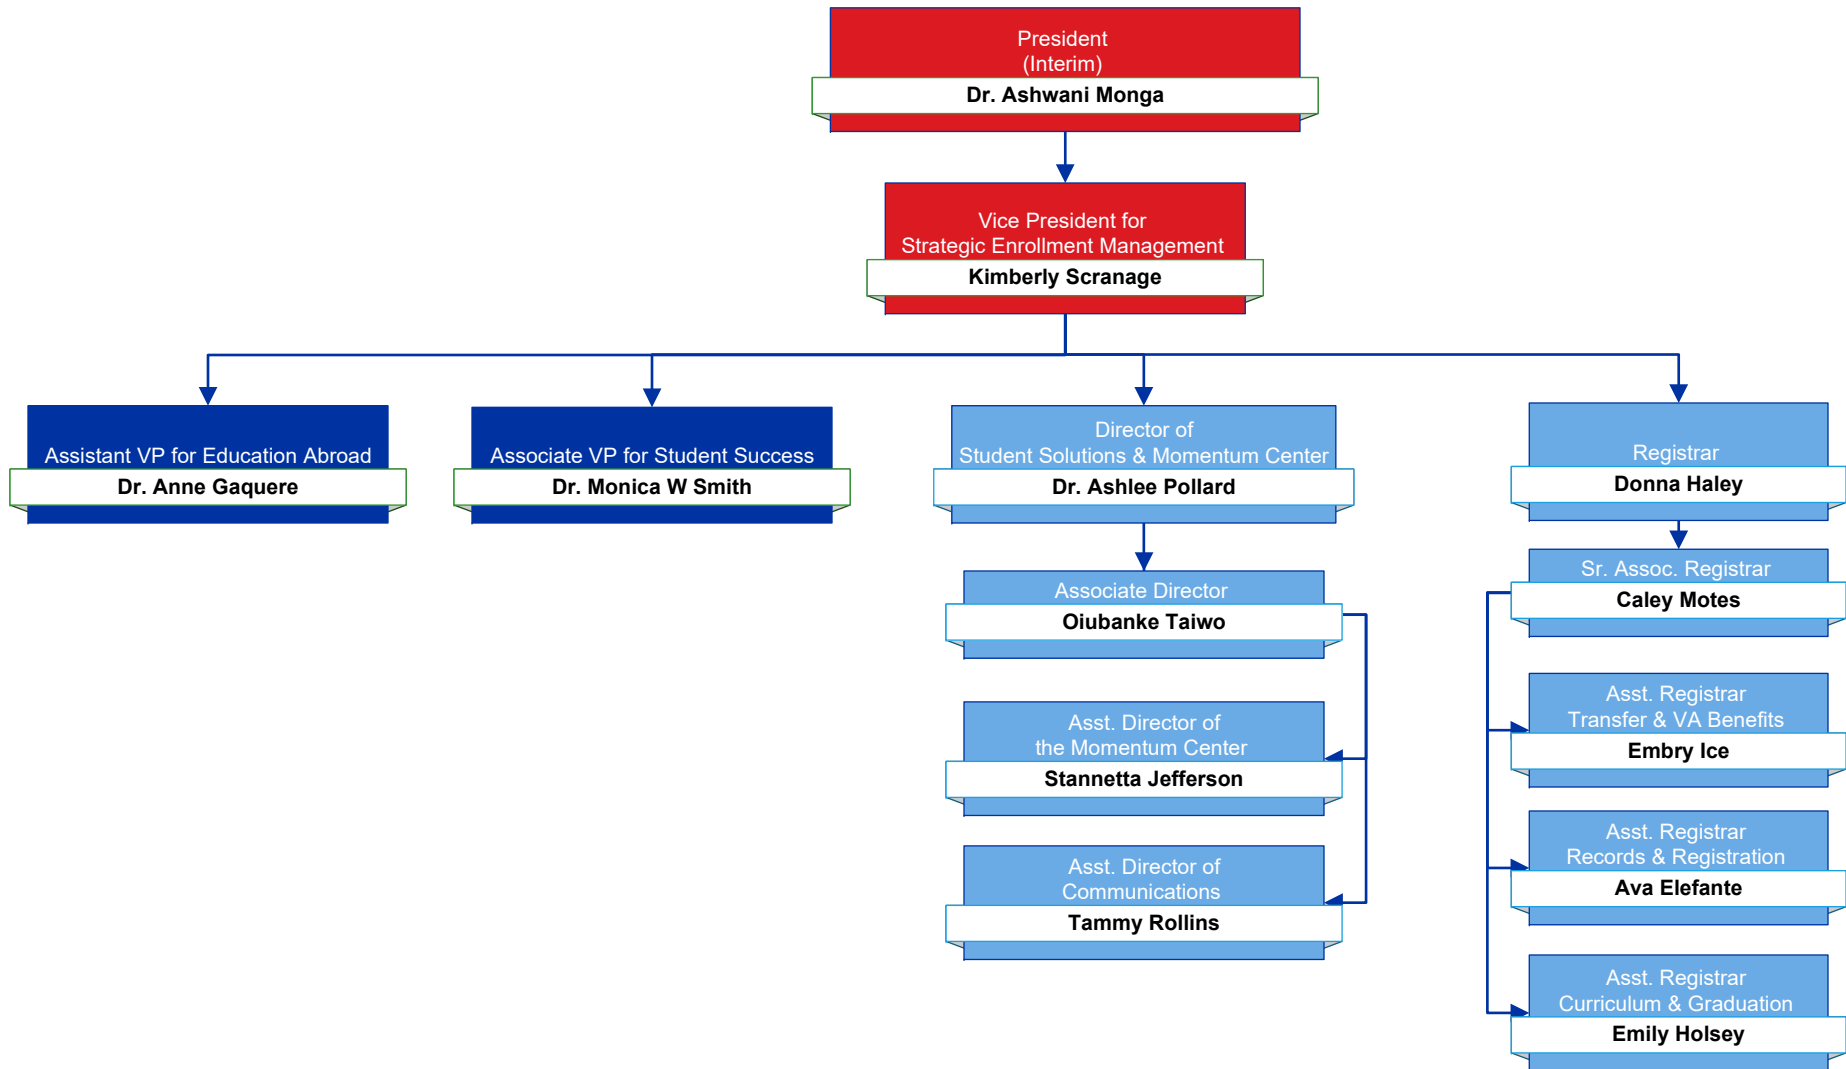 President
(Interim)
Dr. Ashwani Monga
Vice President for
Strategic Enrollment Management
Kimberly Scranage
Assistant VP for Education Abroad
Dr. Anne Gaquere
Associate VP for Student Success
Dr. Monica W Smith
Director of
Student Solutions & Momentum Center
Dr. Ashlee Pollard
Registrar
Donna Haley
Associate Director
Oiubanke Taiwo
Sr. Assoc. Registrar
Caley Motes
Asst. Director of
the Momentum Center
Stannetta Jefferson
Asst. Registrar
Transfer & VA Benefits
Embry Ice
Asst. Director of
Communications
Tammy Rollins
Asst. Registrar
Records & Registration
Ava Elefante
Asst. Registrar
Curriculum & Graduation
Emily Holsey